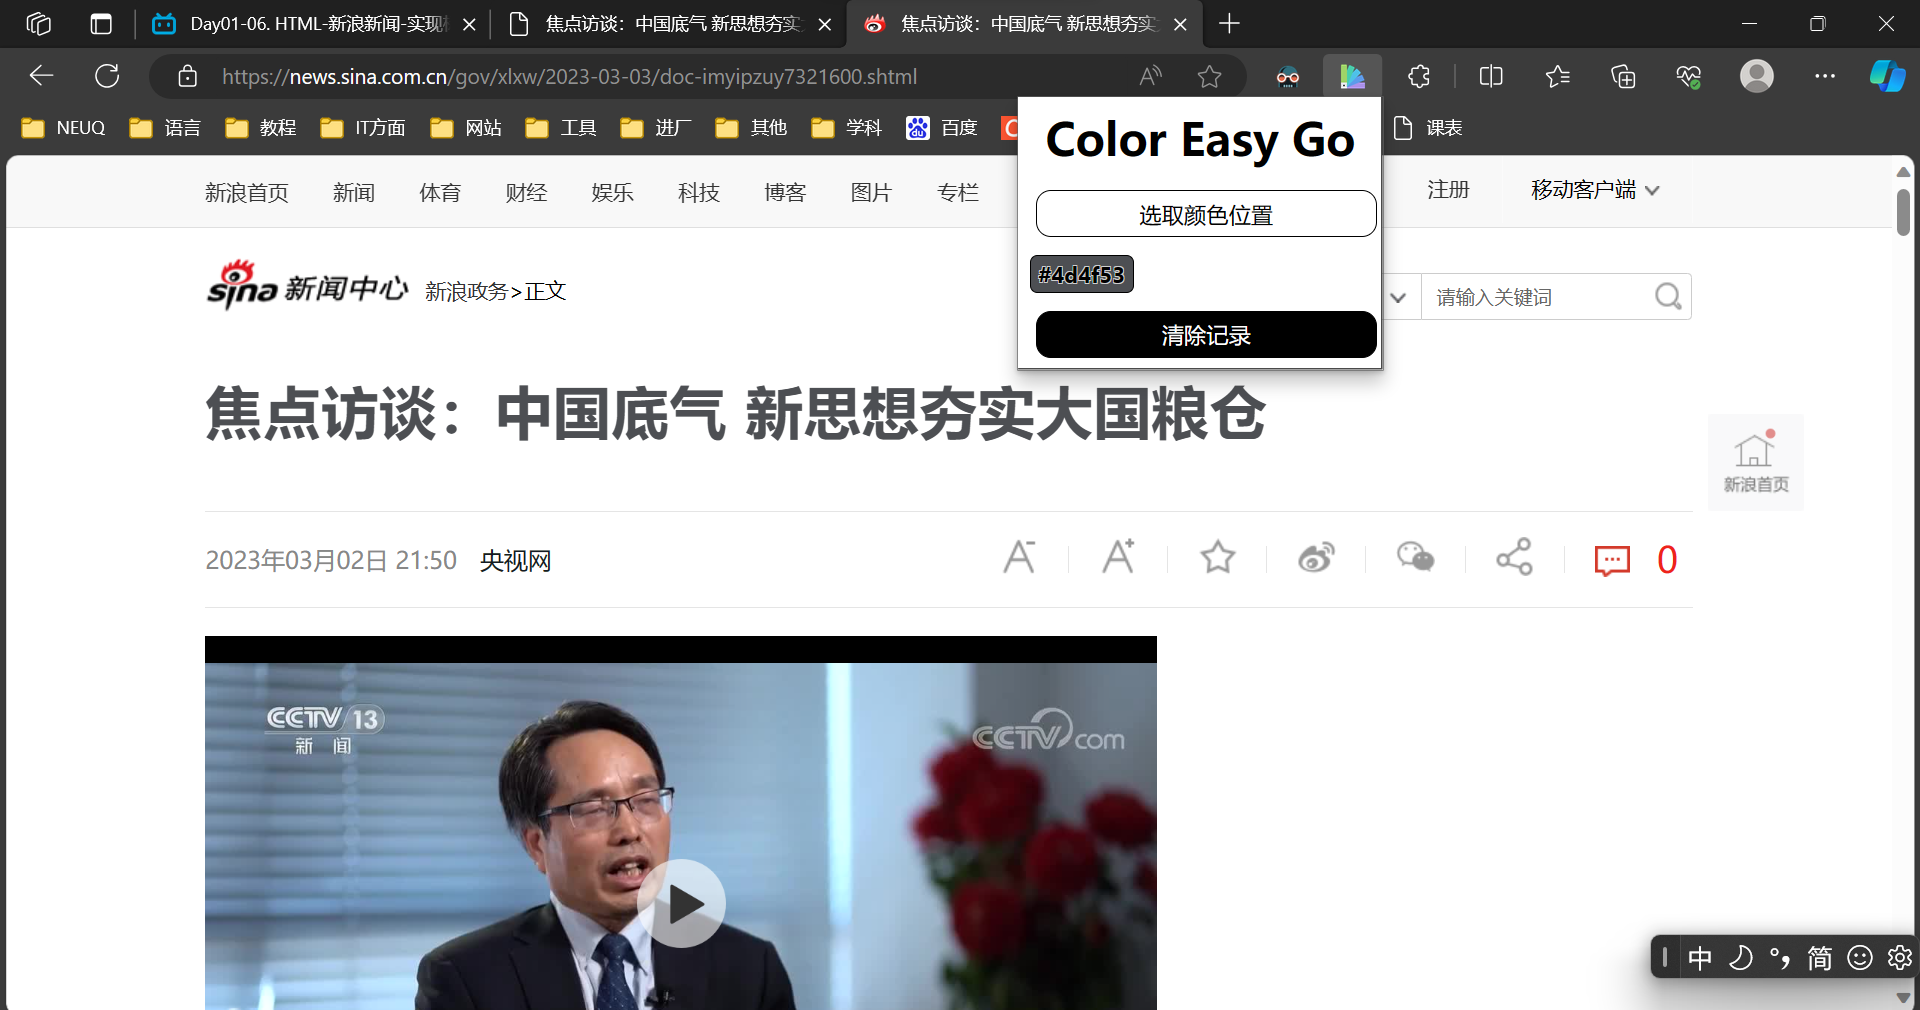 Day01-06. HTML-新浪新闻-实现
焦点访谈：中国底气 新思想夯实
焦点访谈：中国底气 新思想夯实
https://news.sina.com.cn/gov/xlxw/2023-03-03/doc-imyipzuy7321600.shtml
NEUQ 语言 教程 IT方面 网站 工具 进厂 其他 学科 百度 C 课表
Color Easy Go
选取颜色位置
#4d4f53
清除记录
新浪首页 新闻 体育 财经 娱乐 科技 博客 图片 专栏 注册 移动客户端
sina 新闻中心 新浪政务>正文
请输入关键词
焦点访谈：中国底气 新思想夯实大国粮仓
新浪首页
2023年03月02日 21:50 央视网
A- A+ 0
CCTV 13
新闻
CCTV.com
中 °, 简